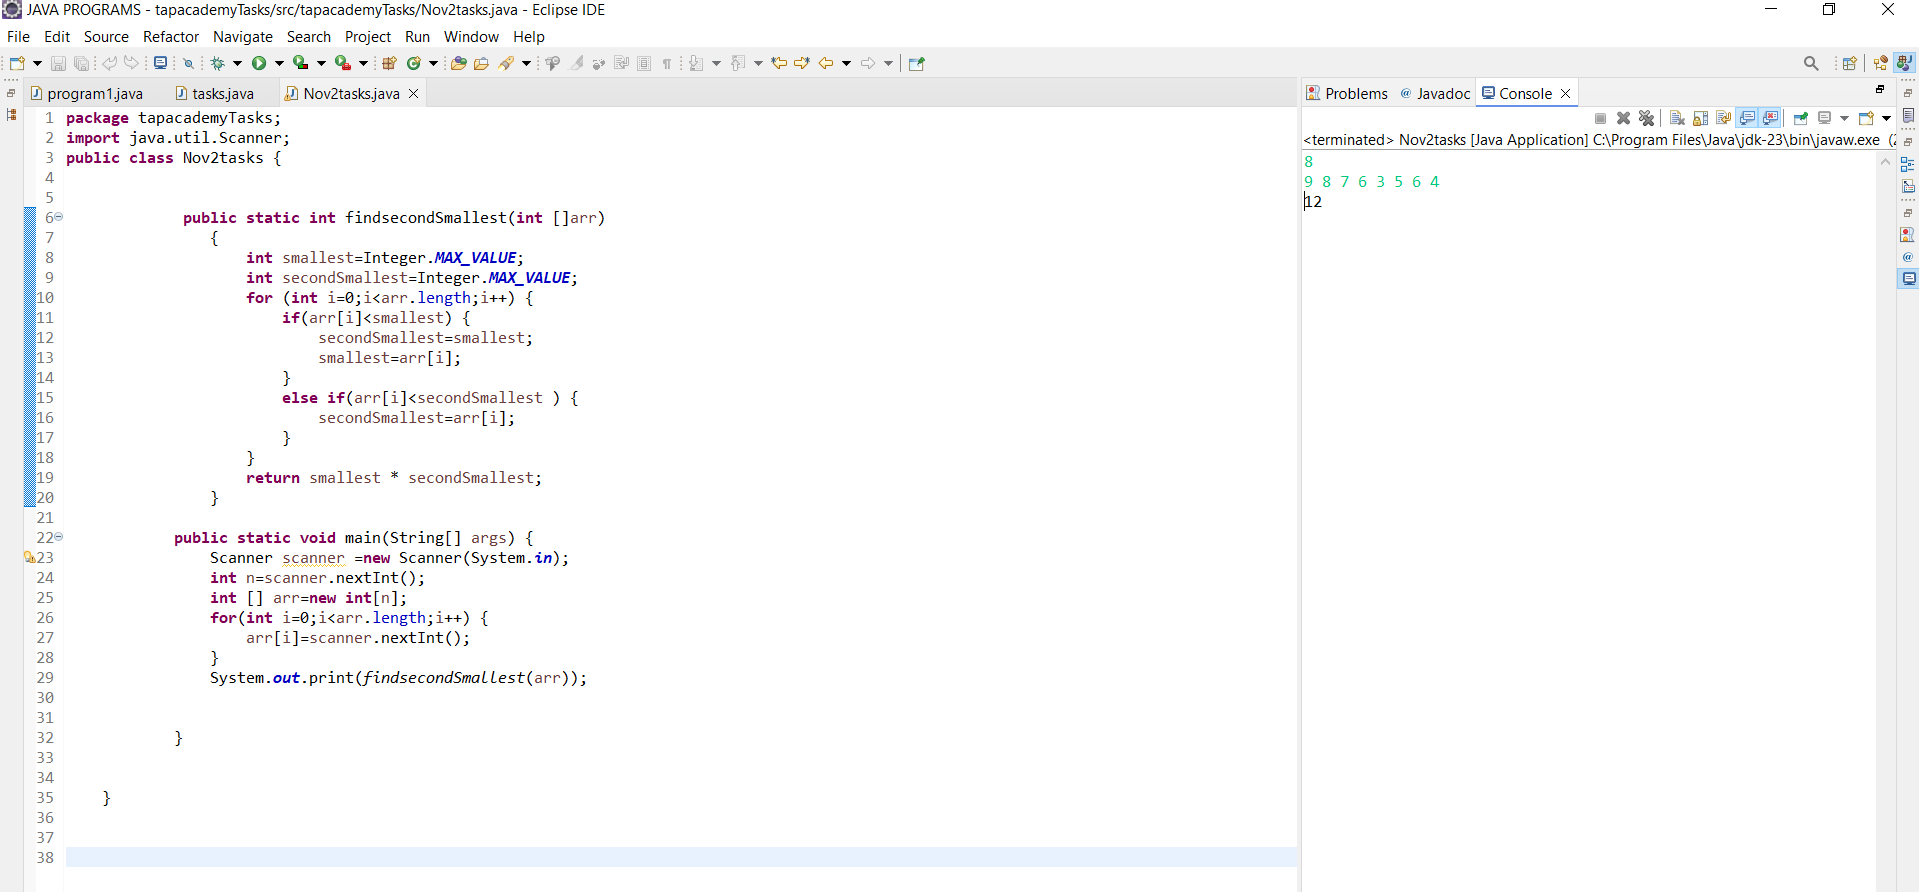 JAVA PROGRAMS - tapacademyTasks/src/tapacademyTasks/Nov2tasks.java - Eclipse IDE
File Edit Source Refactor Navigate Search Project Run Window Help
program1.java tasks.java Nov2tasks.java
1 package tapacademyTasks;
2 import java.util.Scanner;
3 public class Nov2tasks {
4
5
6 public static int findsecondSmallest(int []arr)
7 {
8 int smallest=Integer.MAX_VALUE;
9 int secondSmallest=Integer.MAX_VALUE;
10 for (int i=0;i<arr.length;i++) {
11 if(arr[i]<smallest) {
12 secondSmallest=smallest;
13 smallest=arr[i];
14 }
15 else if(arr[i]<secondSmallest ) {
16 secondSmallest=arr[i];
17 }
18 }
19 return smallest * secondSmallest;
20 }
21
22 public static void main(String[] args) {
23 Scanner scanner =new Scanner(System.in);
24 int n=scanner.nextInt();
25 int [] arr=new int[n];
26 for(int i=0;i<arr.length;i++) {
27 arr[i]=scanner.nextInt();
28 }
29 System.out.print(findsecondSmallest(arr));
30
31
32 }
33
34
35 }
36
37
38
Problems @ Javadoc Console
<terminated> Nov2tasks [Java Application] C:\Program Files\Java\jdk-23\bin\javaw.exe
8
9 8 7 6 3 5 6 4
12